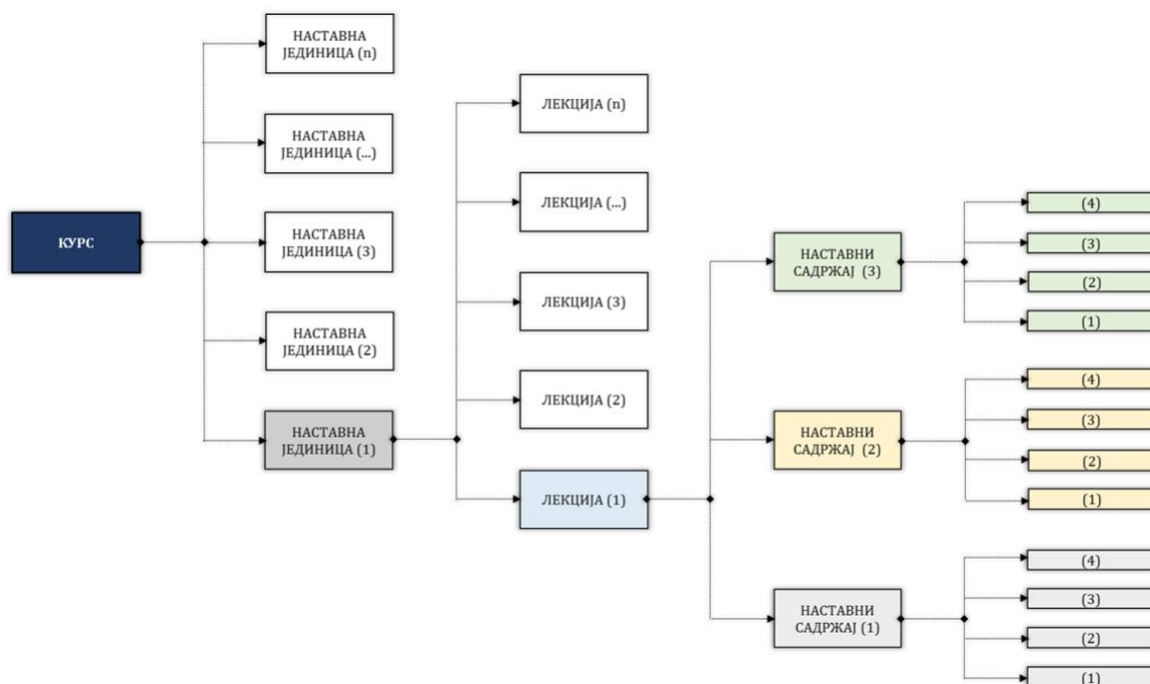 КУРС
НАСТАВНА
ЈЕДИНИЦА (n)
НАСТАВНА
ЈЕДИНИЦА (...)
НАСТАВНА
ЈЕДИНИЦА (3)
НАСТАВНА
ЈЕДИНИЦА (2)
НАСТАВНА
ЈЕДИНИЦА (1)
ЛЕКЦИЈА (n)
ЛЕКЦИЈА (...)
ЛЕКЦИЈА (3)
ЛЕКЦИЈА (2)
ЛЕКЦИЈА (1)
НАСТАВНИ
САДРЖАЈ (3)
НАСТАВНИ
САДРЖАЈ (2)
НАСТАВНИ
САДРЖАЈ (1)
(4)
(3)
(2)
(1)
(4)
(3)
(2)
(1)
(4)
(3)
(2)
(1)